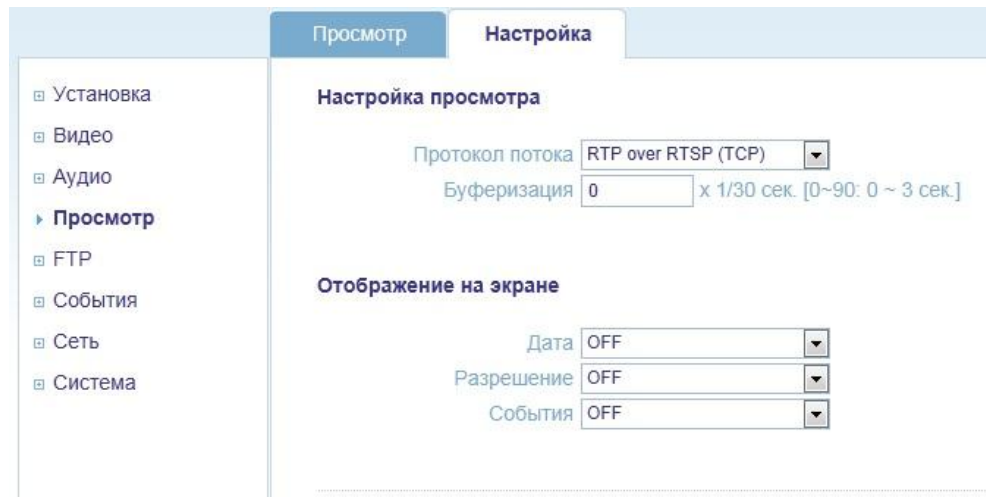 Просмотр
Настройка
Установка
Видео
Аудио
Просмотр
FTP
События
Сеть
Система
Настройка просмотра
Протокол потока RTP over RTSP (TCP)
Буферизация 0 x 1/30 сек. [0~90: 0 ~ 3 сек.]
Отображение на экране
Дата OFF
Разрешение OFF
События OFF